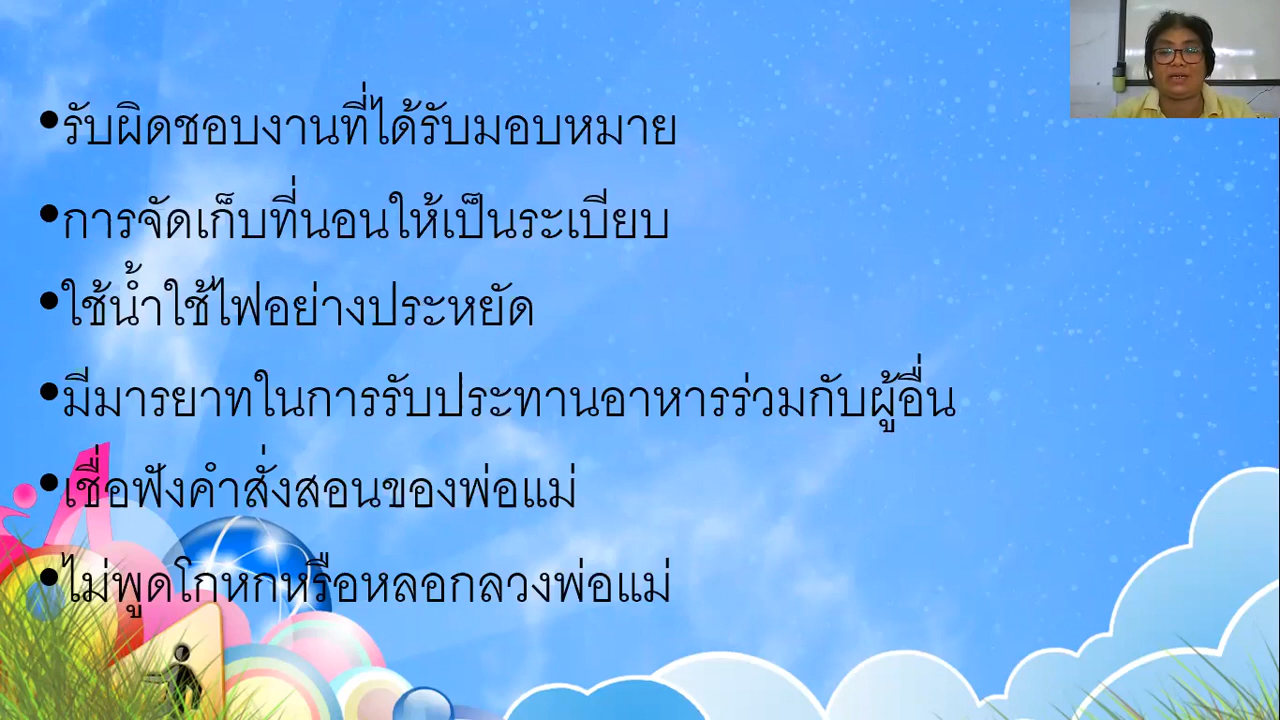 •รับผิดชอบงานที่ได้รับมอบหมาย
•การจัดเก็บที่นอนให้เป็นระเบียบ
•ใช้น้ำใช้ไฟอย่างประหยัด
•มีมารยาทในการรับประทานอาหารร่วมกับผู้อื่น
•เชื่อฟังคำสั่งสอนของพ่อแม่
•ไม่พูดโกหกหรือหลอกลวงพ่อแม่